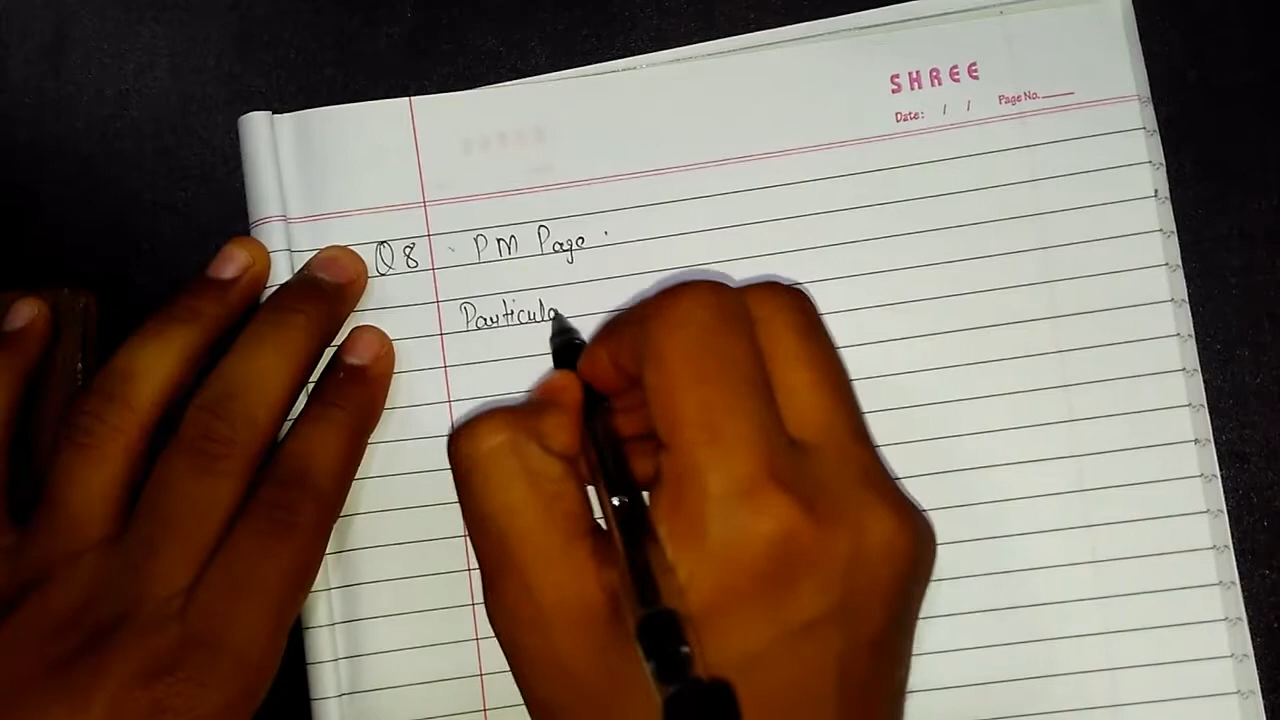 SHREE
Date: / / Page No.
Q8 . PM Page .
Particula